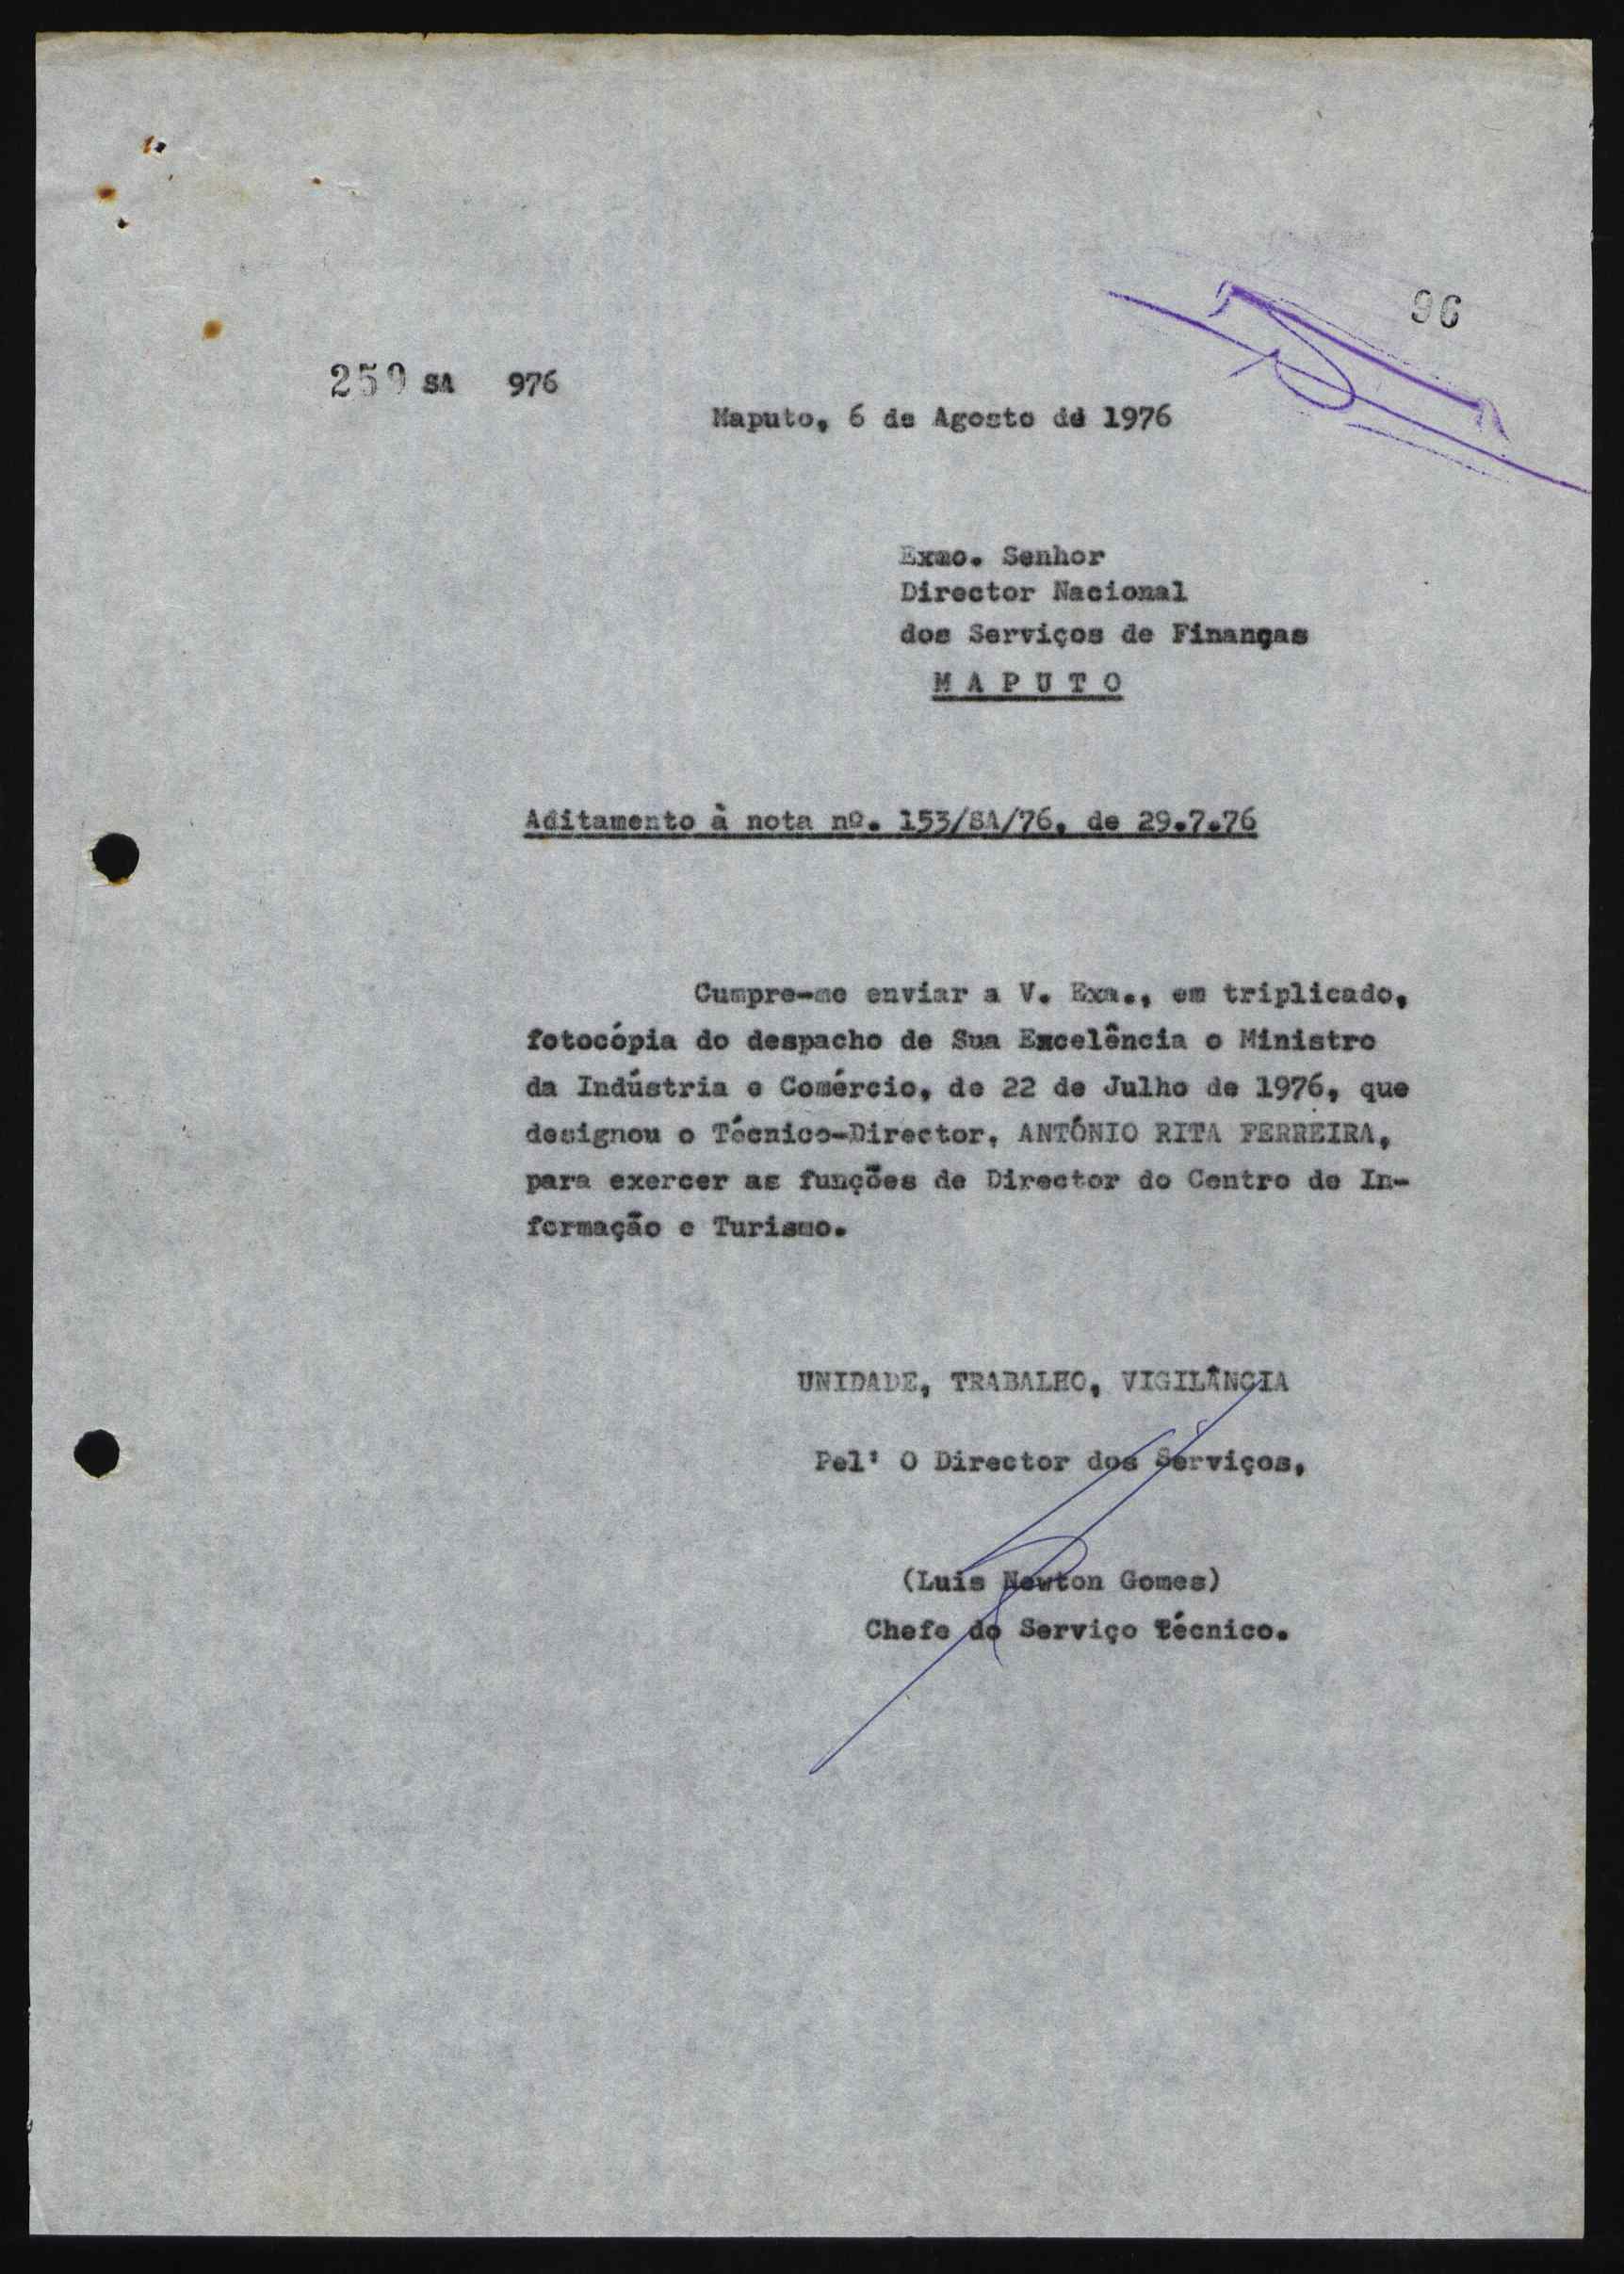 96
259 SA 976
Maputo, 6 de Agosto de 1976
Exmo. Senhor
Director Nacional
dos Serviços de Finanças
M A P U T O
Aditamento à nota nº. 153/SA/76, de 29.7.76
Cumpre-me enviar a V. Exa., em triplicado,
fotocópia do despacho de Sua Excelência o Ministro
da Indústria e Comércio, de 22 de Julho de 1976, que
designou o Técnico-Director, ANTÓNIO RITA FERREIRA,
para exercer as funções de Director do Centro de In-
formação e Turismo.
UNIDADE, TRABALHO, VIGILÂNCIA
Pel' O Director dos Serviços,
(Luis Newton Gomes)
Chefe do Serviço Técnico.